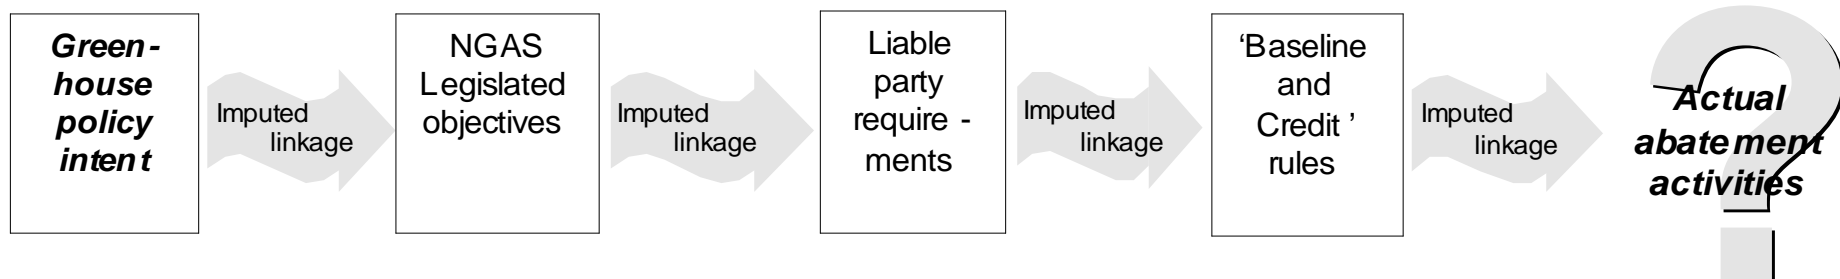 Green-
house
policy
intent
Imputed
linkage
NGAS
Legislated
objectives
Imputed
linkage
Liable
party
require -
ments
Imputed
linkage
‘Baseline
and
Credit ’
rules
Imputed
linkage
Actual
abatement
activities
?